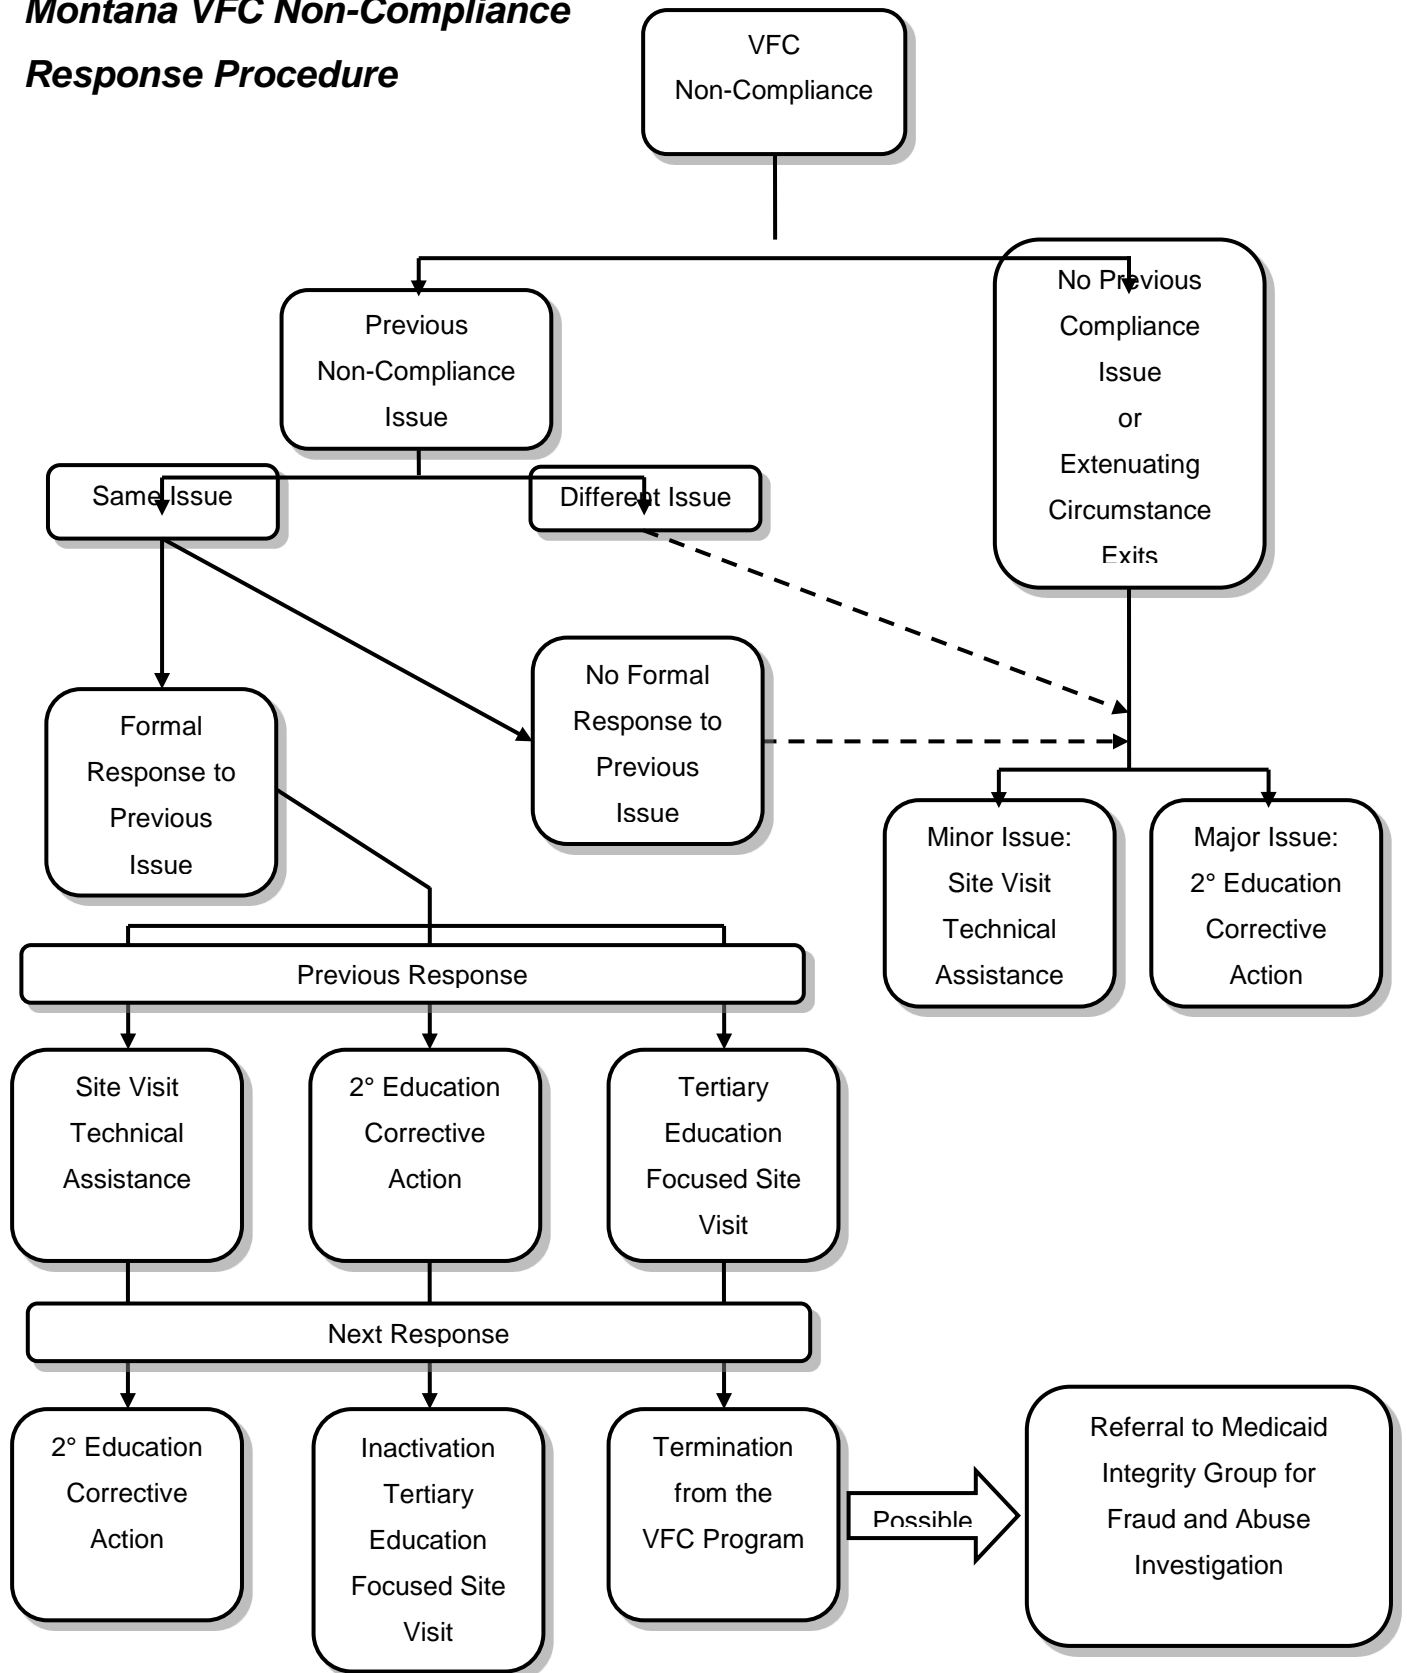 Montana VFC Non-Compliance
Response Procedure
VFC
Non-Compliance
Previous
Non-Compliance
Issue
No Previous
Compliance
Issue
or
Extenuating
Circumstance
Exits
Same Issue
Different Issue
Formal
Response to
Previous
Issue
No Formal
Response to
Previous
Issue
Minor Issue:
Site Visit
Technical
Assistance
Major Issue:
2° Education
Corrective
Action
Previous Response
Site Visit
Technical
Assistance
2° Education
Corrective
Action
Tertiary
Education
Focused Site
Visit
Next Response
2° Education
Corrective
Action
Inactivation
Tertiary
Education
Focused Site
Visit
Termination
from the
VFC Program
Possible
Referral to Medicaid
Integrity Group for
Fraud and Abuse
Investigation